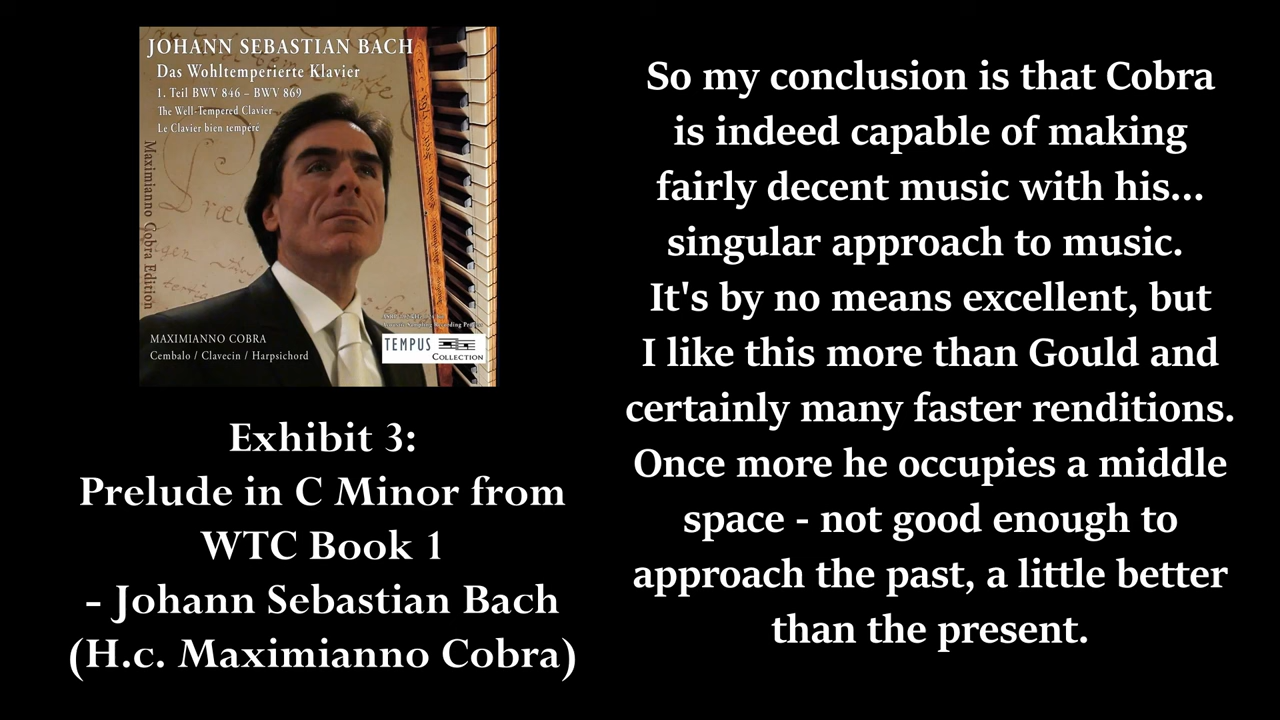 JOHANN SEBASTIAN BACH
Das Wohltemperierte Klavier
1. Teil BWV 846 – BWV 869
The Well-Tempered Clavier
Le Clavier bien tempéré
Maximianno Cobra Edition
MAXIMIANNO COBRA
Cembalo / Clavecin / Harpsichord
TEMPUS
COLLECTION
Exhibit 3:
Prelude in C Minor from
WTC Book 1
- Johann Sebastian Bach
(H.c. Maximianno Cobra)
So my conclusion is that Cobra
is indeed capable of making
fairly decent music with his...
singular approach to music.
It's by no means excellent, but
I like this more than Gould and
certainly many faster renditions.
Once more he occupies a middle
space - not good enough to
approach the past, a little better
than the present.